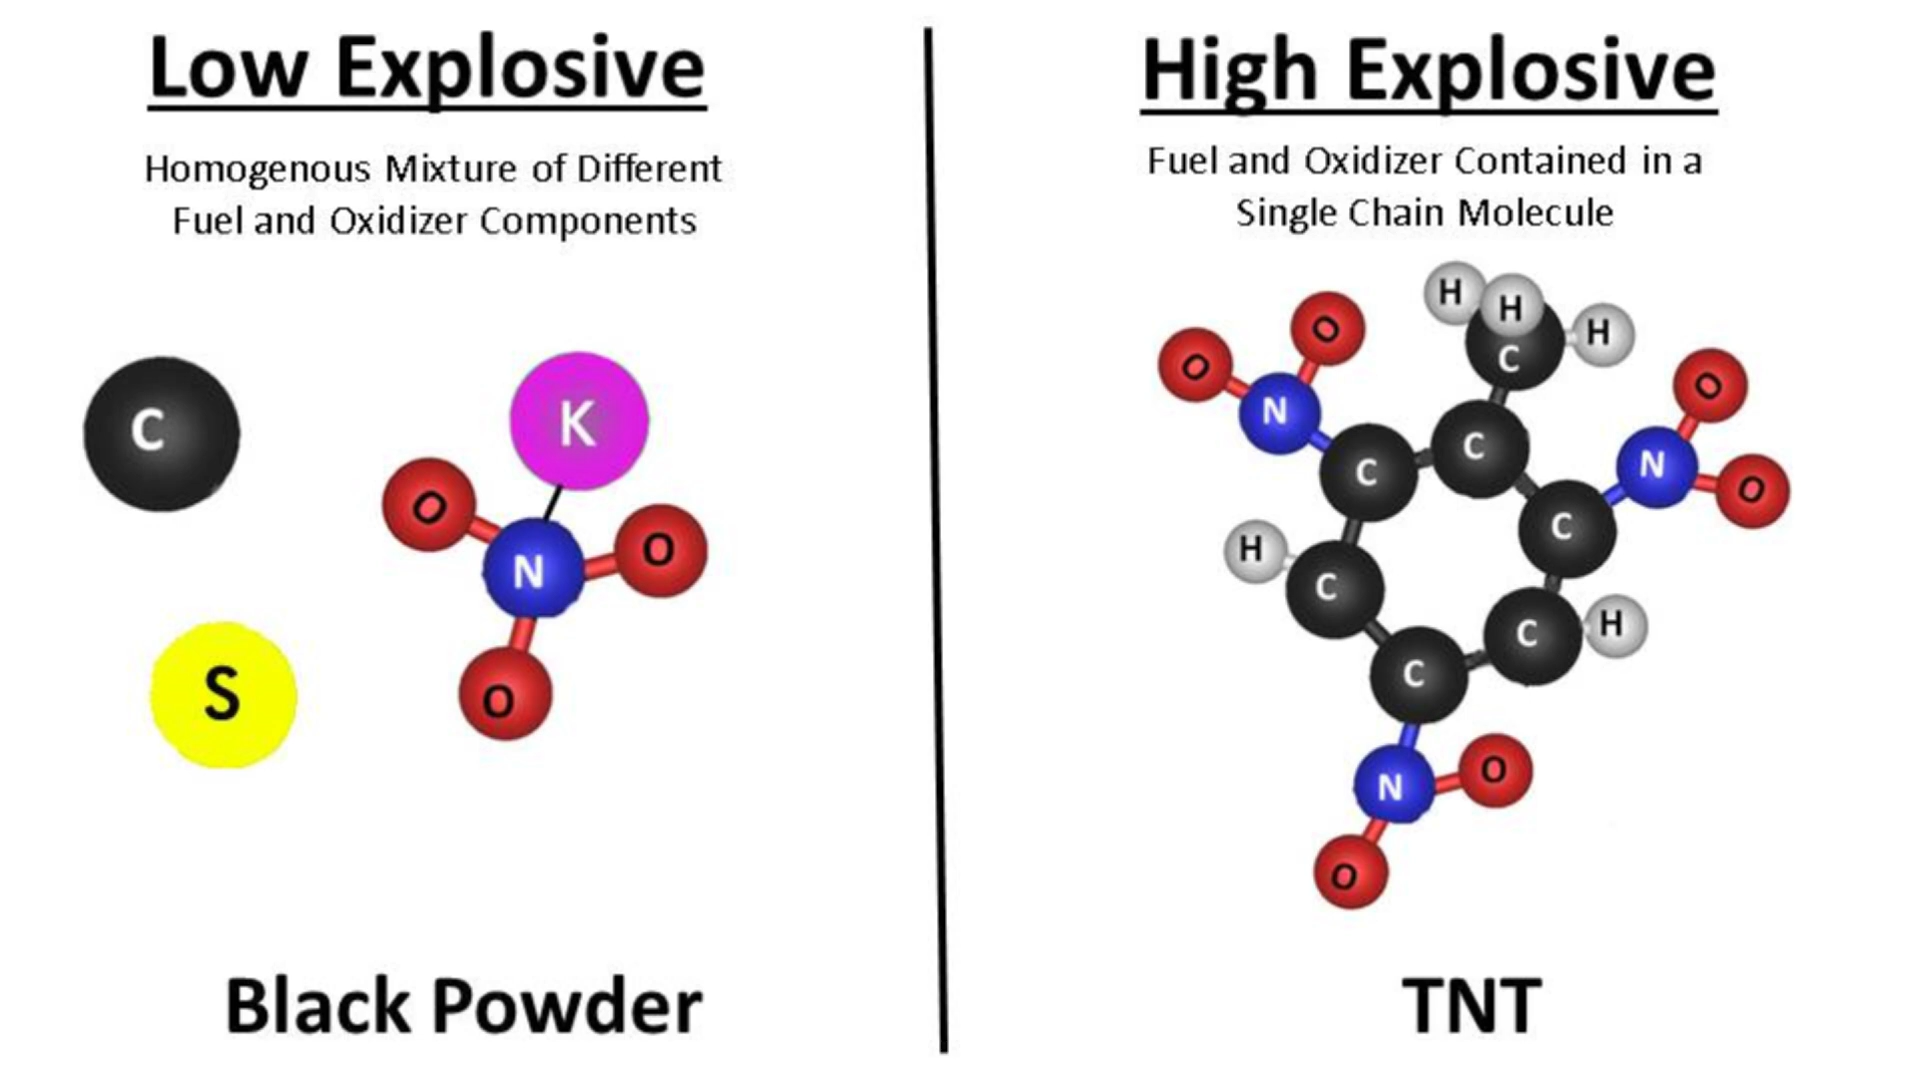 Low Explosive
Homogenous Mixture of Different
Fuel and Oxidizer Components
C
K
O
N
O
S
O
Black Powder
High Explosive
Fuel and Oxidizer Contained in a
Single Chain Molecule
H
H
H
O
O
C
O
N
C
N
O
C
C
H
C
H
C
C
N
O
O
TNT